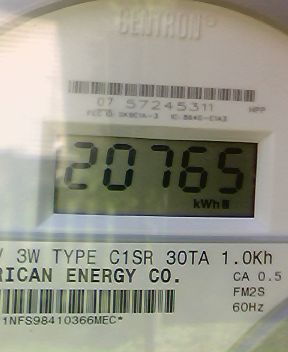 CENTRON®
07 57245311
HPP
20765
kWh
V 3W TYPE C1SR 30TA 1.0Kh
RICAN ENERGY CO.
CA 0.5
FM2S
60Hz
1NFS98410366MEC*